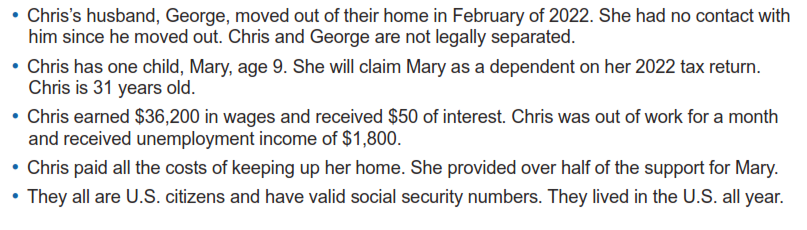 • Chris's husband, George, moved out of their home in February of 2022. She had no contact with
him since he moved out. Chris and George are not legally separated.
• Chris has one child, Mary, age 9. She will claim Mary as a dependent on her 2022 tax return.
Chris is 31 years old.
• Chris earned $36,200 in wages and received $50 of interest. Chris was out of work for a month
and received unemployment income of $1,800.
• Chris paid all the costs of keeping up her home. She provided over half of the support for Mary.
• They all are U.S. citizens and have valid social security numbers. They lived in the U.S. all year.